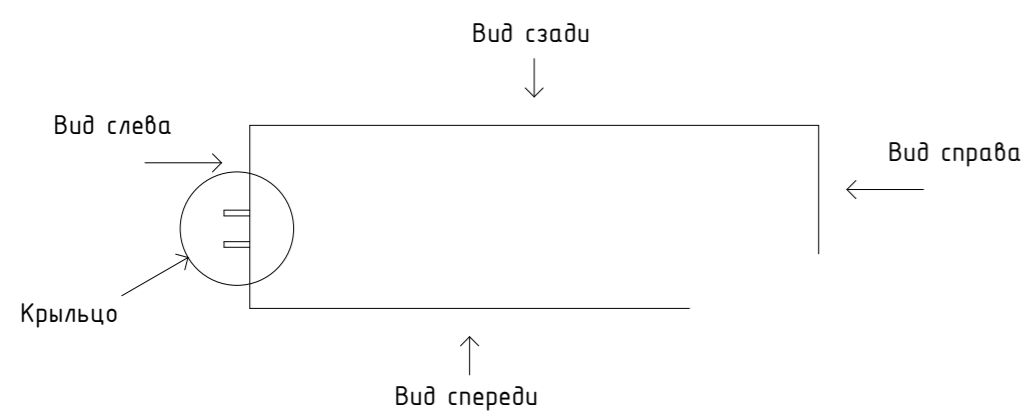 Вид сзади
Вид слева
Вид справа
Крыльцо
Вид спереди